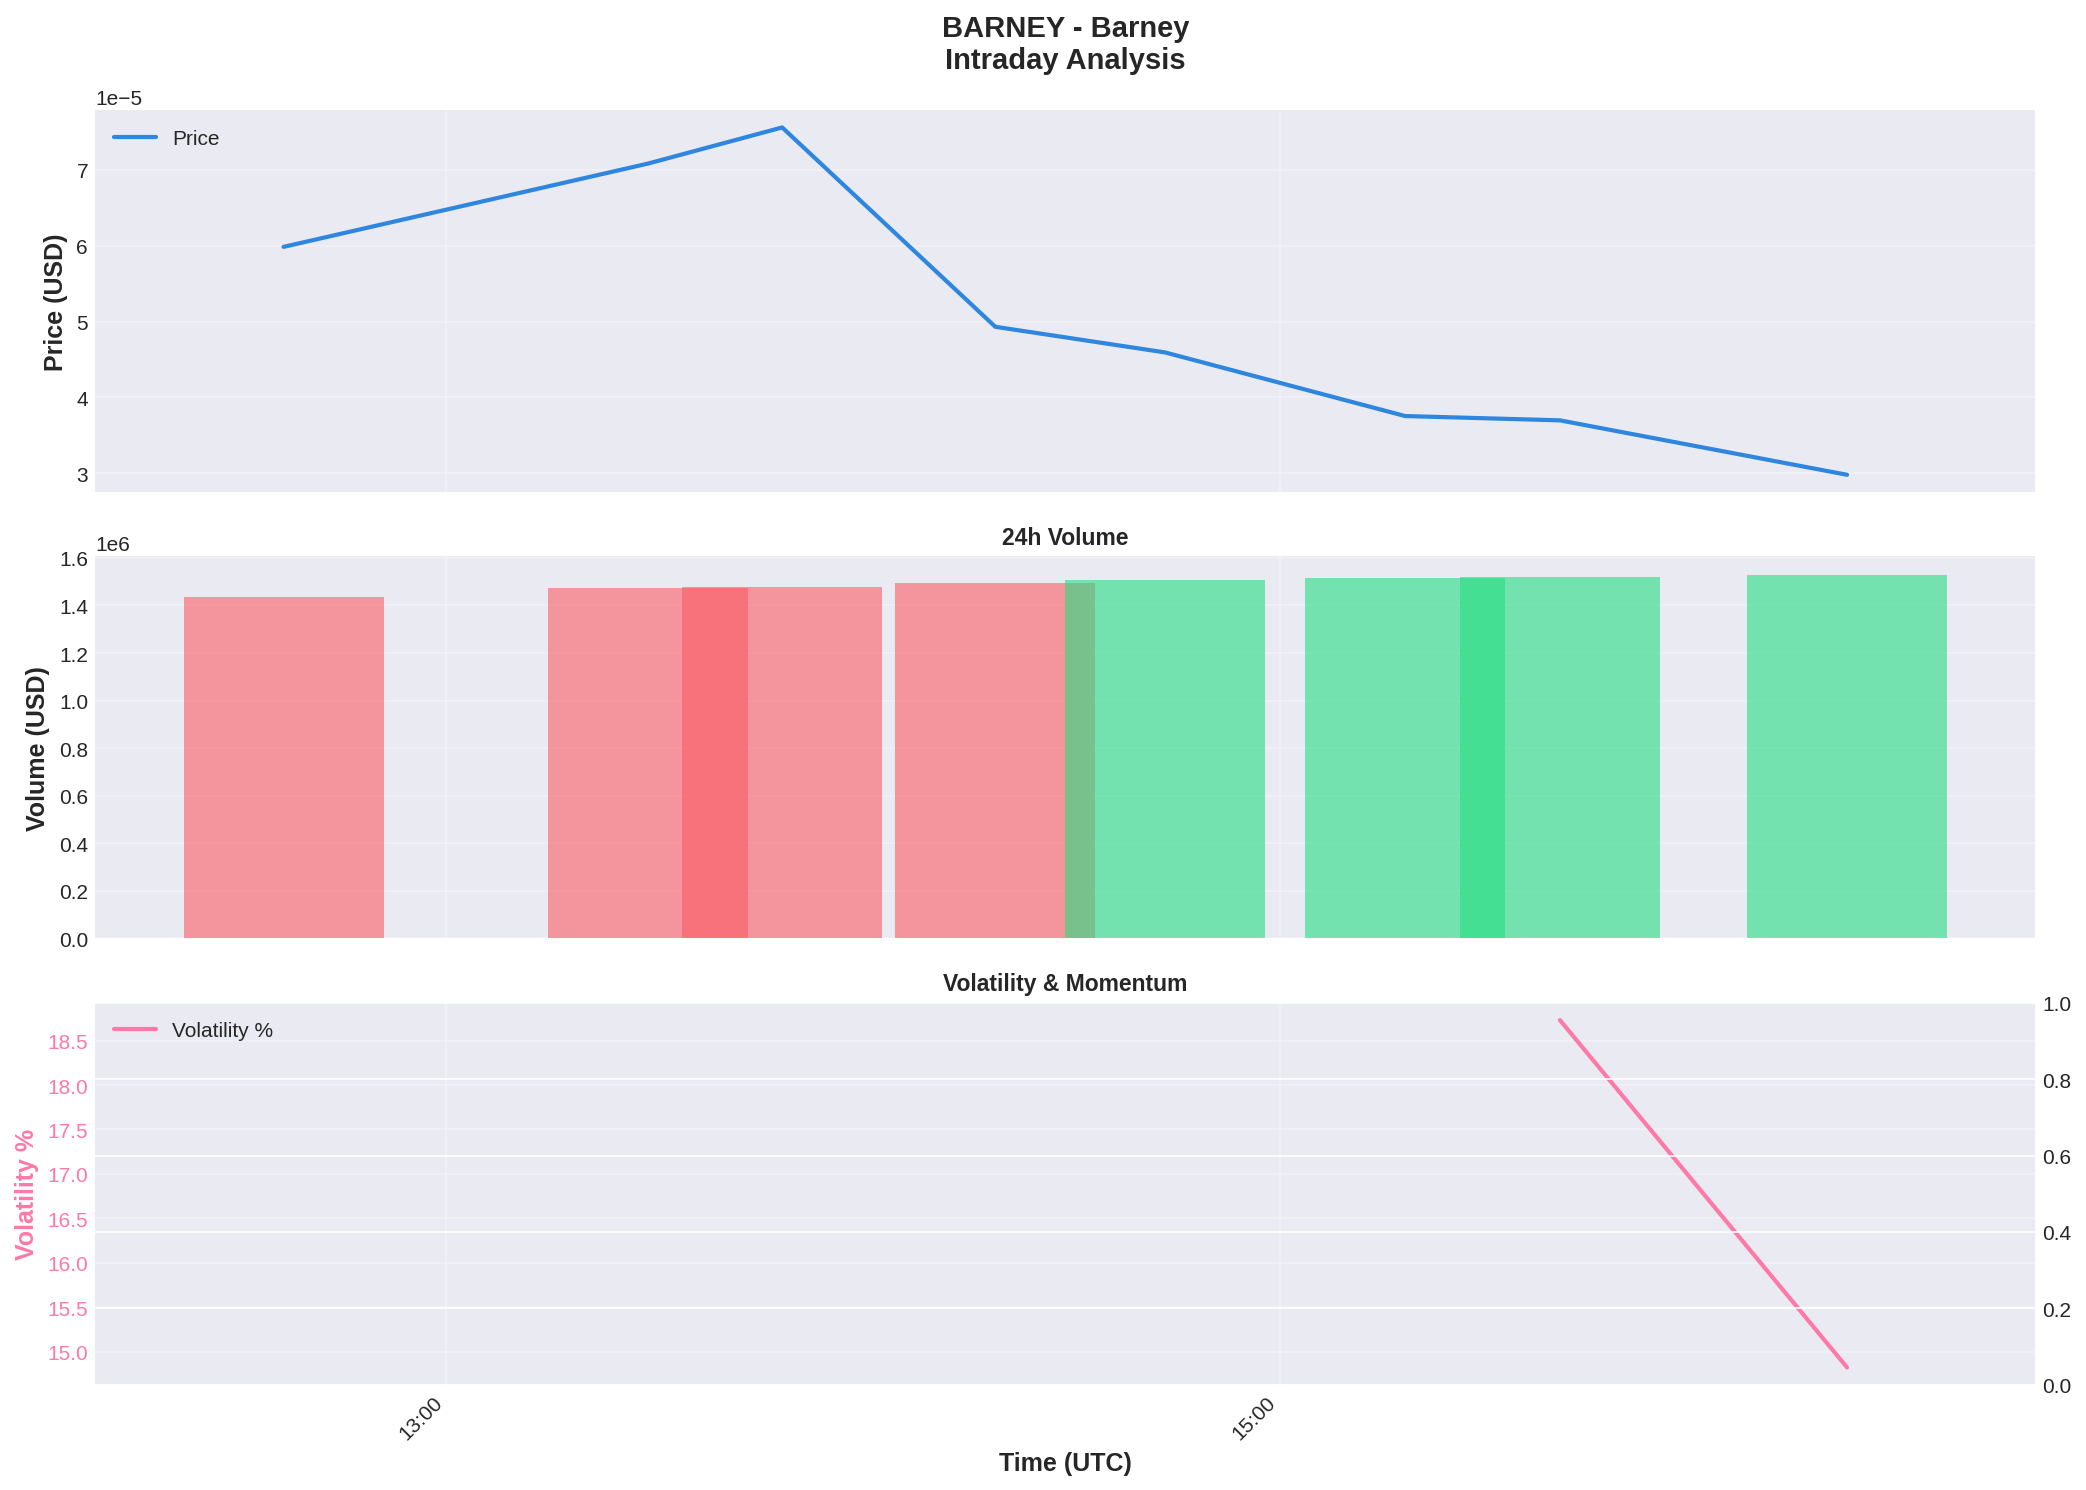 BARNEY - Barney
Intraday Analysis
1e−5
Price
7
6
5
4
3
Price (USD)
24h Volume
1e6
1.6
1.4
1.2
1.0
0.8
0.6
0.4
0.2
0.0
Volume (USD)
Volatility & Momentum
Volatility %
18.5
18.0
17.5
17.0
16.5
16.0
15.5
15.0
Volatility %
1.0
0.8
0.6
0.4
0.2
0.0
13:00
15:00
Time (UTC)